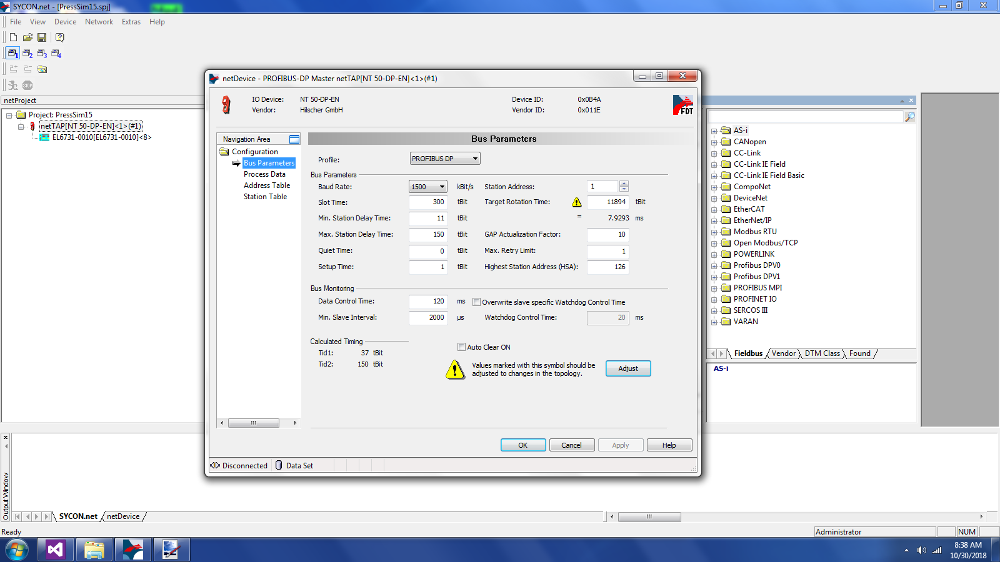 SYCON.net - [PressSim15.spj]
File View Device Network Extras Help
netProject
Project: PressSim15
netTAP[NT 50-DP-EN]<1>(#1)
EL6731-0010[EL6731-0010]<8>
netDevice - PROFIBUS-DP Master netTAP[NT 50-DP-EN]<1>(#1)
IO Device: NT 50-DP-EN Device ID: 0x0B4A
Vendor: Hilscher GmbH Vendor ID: 0x011E
FDT
Navigation Area
Configuration
Bus Parameters
Process Data
Address Table
Station Table
Bus Parameters
Profile: PROFIBUS DP
Bus Parameters
Baud Rate: 1500 kBit/s Station Address: 1
Slot Time: 300 tBit Target Rotation Time: 11894 tBit
Min. Station Delay Time: 11 tBit = 7.9293 ms
Max. Station Delay Time: 150 tBit GAP Actualization Factor: 10
Quiet Time: 0 tBit Max. Retry Limit: 1
Setup Time: 1 tBit Highest Station Address (HSA): 126
Bus Monitoring
Data Control Time: 120 ms Overwrite slave specific Watchdog Control Time
Min. Slave Interval: 2000 µs Watchdog Control Time: 20 ms
Calculated Timing
Tid1: 37 tBit
Tid2: 150 tBit
Auto Clear ON
Values marked with this symbol should be
adjusted to changes in the topology.
Adjust
OK Cancel Apply Help
Disconnected Data Set
AS-i
CANopen
CC-Link
CC-Link IE Field
CC-Link IE Field Basic
CompoNet
DeviceNet
EtherCAT
EtherNet/IP
Modbus RTU
Open Modbus/TCP
POWERLINK
Profibus DPV0
Profibus DPV1
PROFIBUS MPI
PROFINET IO
SERCOS III
VARAN
Fieldbus Vendor DTM Class Found
AS-i
Output Window
SYCON.net netDevice
Ready Administrator NUM
8:38 AM
10/30/2018